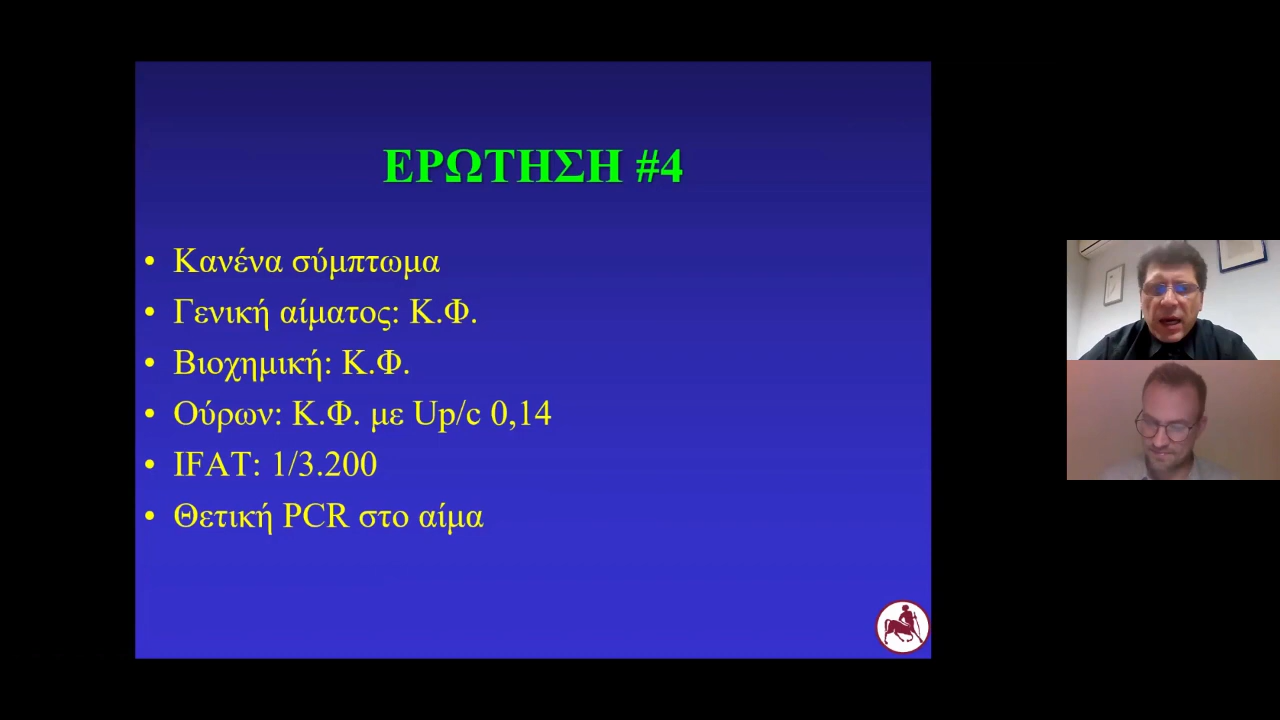 ΕΡΩΤΗΣΗ #4
• Κανένα σύμπτωμα
• Γενική αίματος: Κ.Φ.
• Βιοχημική: Κ.Φ.
• Ούρων: Κ.Φ. με Up/c 0,14
• IFAT: 1/3.200
• Θετική PCR στο αίμα